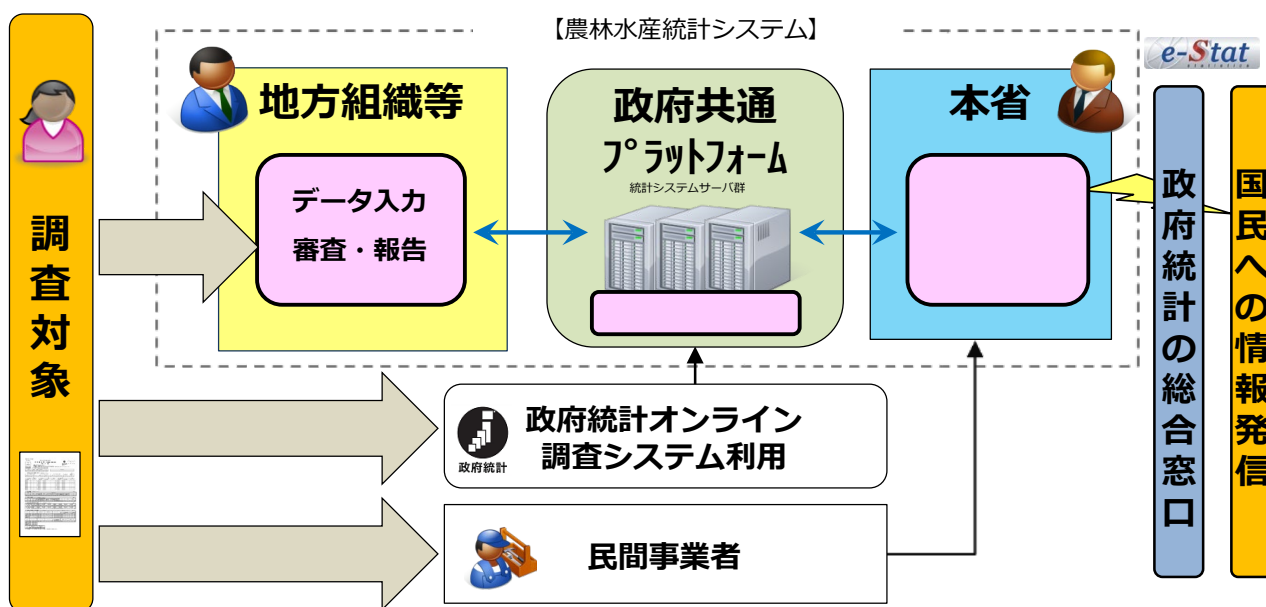 【農林水産統計システム】
e-Stat
statistics
地方組織等
政府共通
プラットフォーム
統計システムサーバ群
本省
データ入力
審査・報告
調査対象
政府統計の総合窓口
国民への情報発信
政府統計オンライン
調査システム利用
政府統計
民間事業者